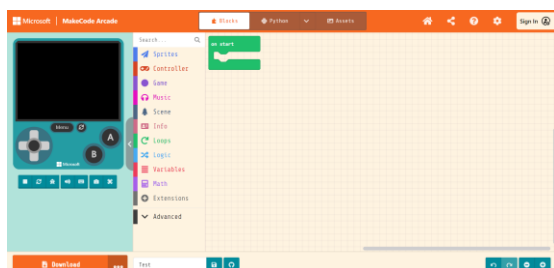 Microsoft | MakeCode Arcade
Blocks
Python
Assets
Sign In
Search
Sprites
Controller
Game
Music
Scene
Info
Loops
Logic
Variables
Math
Extensions
Advanced
on start
Menu
A
B
Microsoft
Download
Test